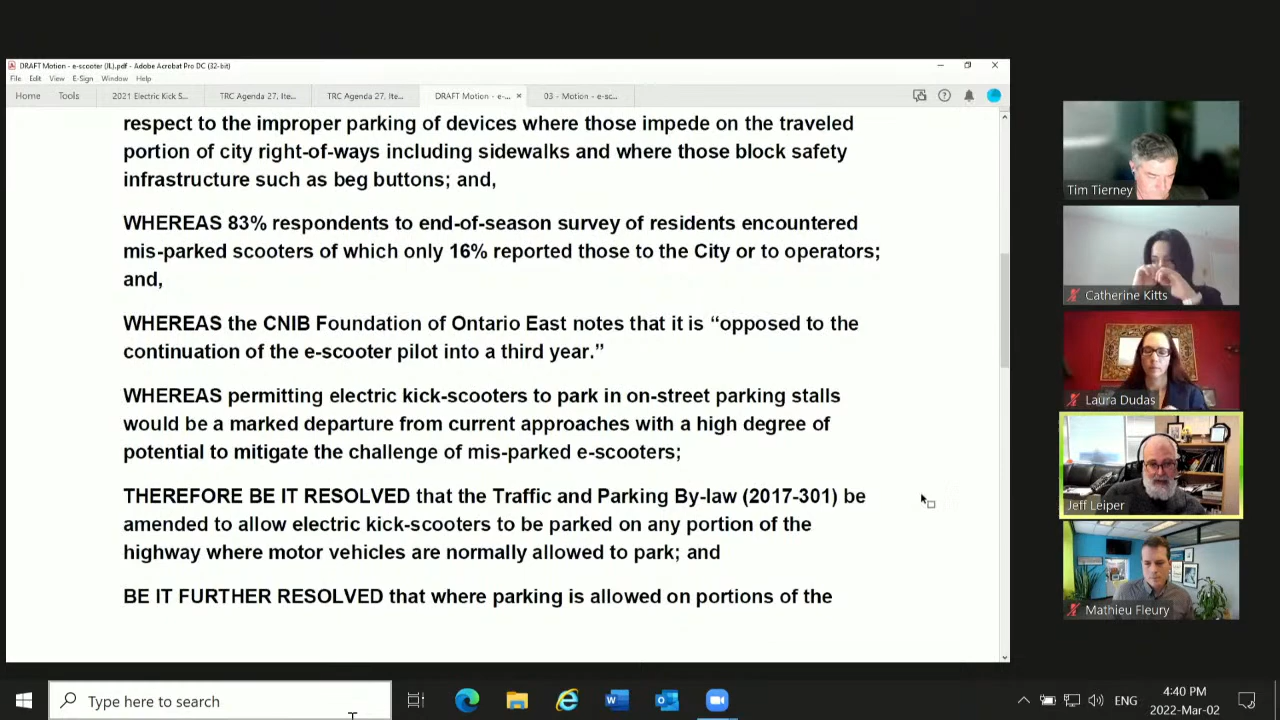 DRAFT Motion - e-scooter (JL).pdf - Adobe Acrobat Pro DC (32-bit)
File Edit View E-Sign Window Help
Home Tools 2021 Electric Kick S... TRC Agenda 27, Ite... TRC Agenda 27, Ite... DRAFT Motion - e-... × 03 - Motion - e-sc...
respect to the improper parking of devices where those impede on the traveled
portion of city right-of-ways including sidewalks and where those block safety
infrastructure such as beg buttons; and,
WHEREAS 83% respondents to end-of-season survey of residents encountered
mis-parked scooters of which only 16% reported those to the City or to operators;
and,
WHEREAS the CNIB Foundation of Ontario East notes that it is “opposed to the
continuation of the e-scooter pilot into a third year.”
WHEREAS permitting electric kick-scooters to park in on-street parking stalls
would be a marked departure from current approaches with a high degree of
potential to mitigate the challenge of mis-parked e-scooters;
THEREFORE BE IT RESOLVED that the Traffic and Parking By-law (2017-301) be
amended to allow electric kick-scooters to be parked on any portion of the
highway where motor vehicles are normally allowed to park; and
BE IT FURTHER RESOLVED that where parking is allowed on portions of the
Tim Tierney
Catherine Kitts
Laura Dudas
Jeff Leiper
Mathieu Fleury
Type here to search
ENG
4:40 PM
2022-Mar-02